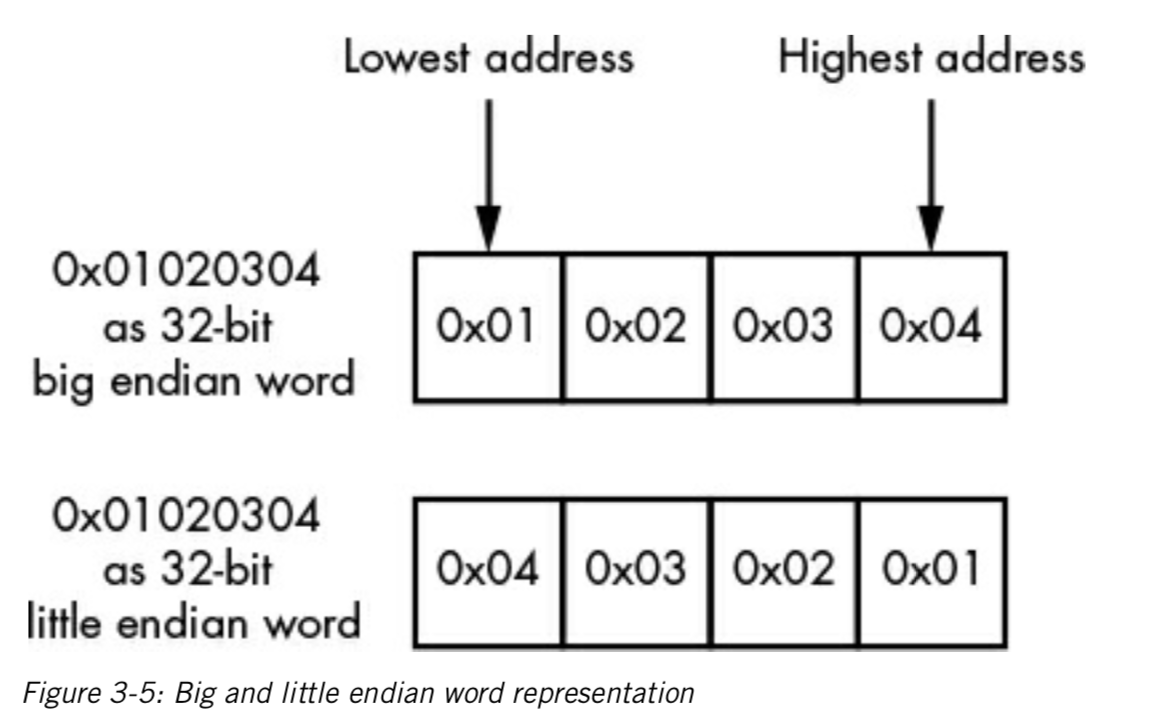 Lowest address Highest address
0x01020304
as 32-bit
big endian word
0x01 0x02 0x03 0x04
0x01020304
as 32-bit
little endian word
0x04 0x03 0x02 0x01
Figure 3-5: Big and little endian word representation